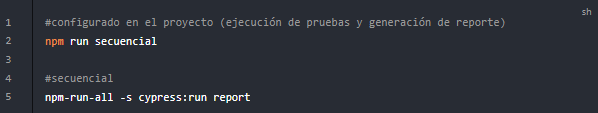 sh
1 #configurado en el proyecto (ejecución de pruebas y generación de reporte)
2 npm run secuencial
3
4 #secuencial
5 npm-run-all -s cypress:run report